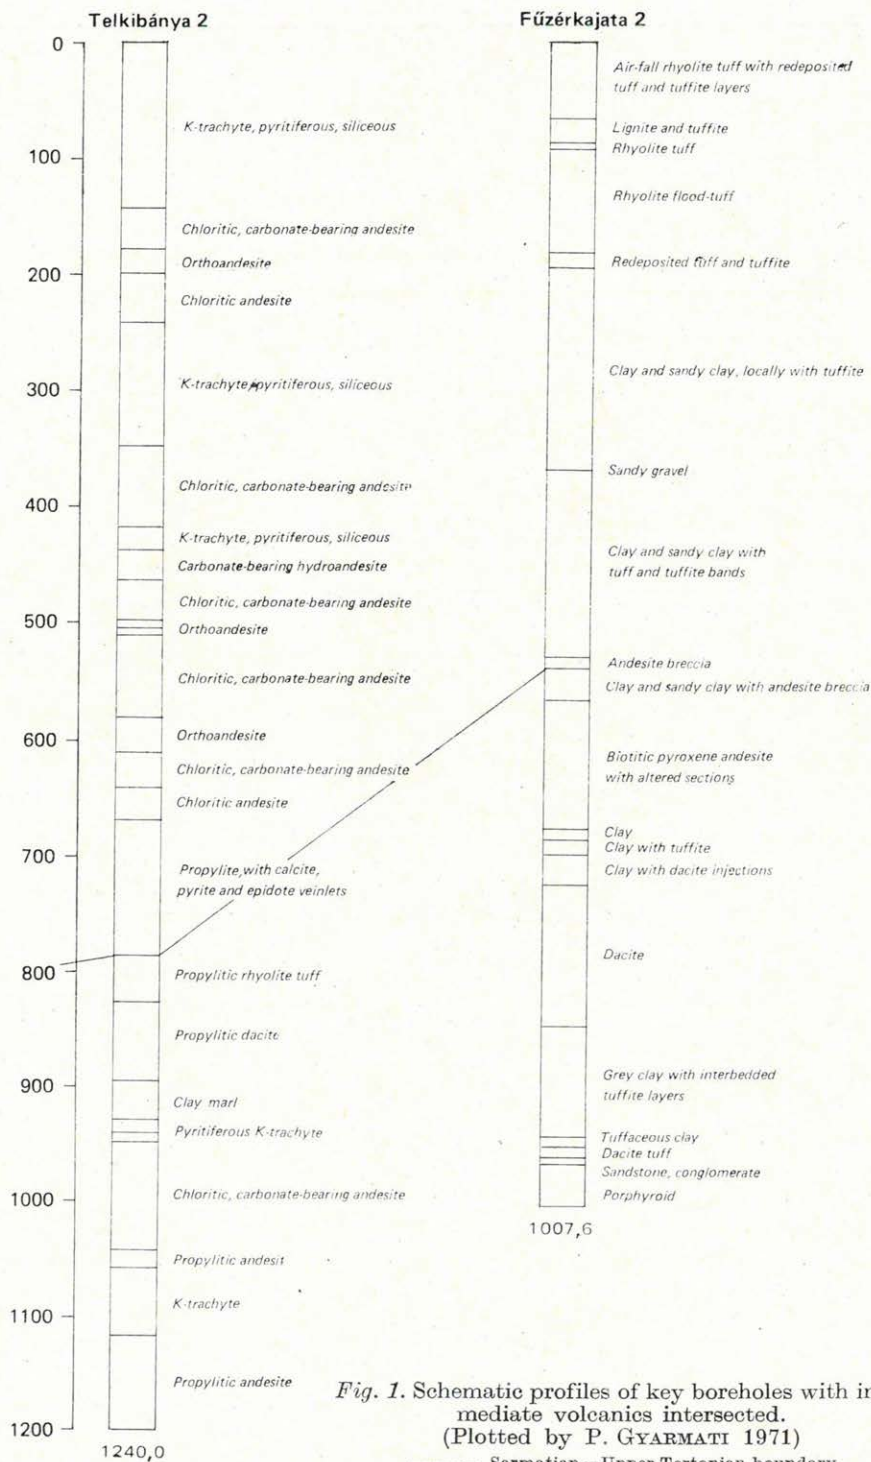 Telkibánya 2
Fűzérkajata 2
0
100
200
300
400
500
600
700
800
900
1000
1100
1200
K-trachyte, pyritiferous, siliceous
Chloritic, carbonate-bearing andesite
Orthoandesite
Chloritic andesite
K-trachyte, pyritiferous, siliceous
Chloritic, carbonate-bearing andesite
K-trachyte, pyritiferous, siliceous
Carbonate-bearing hydroandesite
Chloritic, carbonate-bearing andesite
Orthoandesite
Chloritic, carbonate-bearing andesite
Orthoandesite
Chloritic, carbonate-bearing andesite
Chloritic andesite
Propylite, with calcite,
pyrite and epidote veinlets
Propylitic rhyolite tuff
Propylitic dacite
Clay marl
Pyritiferous K-trachyte
Chloritic, carbonate-bearing andesite
Propylitic andesit
K-trachyte
Propylitic andesite
1240,0
Air-fall rhyolite tuff with redeposited
tuff and tuffite layers
Lignite and tuffite
Rhyolite tuff
Rhyolite flood-tuff
Redeposited tuff and tuffite
Clay and sandy clay, locally with tuffite
Sandy gravel
Clay and sandy clay with
tuff and tuffite bands
Andesite breccia
Clay and sandy clay with andesite breccia
Biotitic pyroxene andesite
with altered sections
Clay
Clay with tuffite
Clay with dacite injections
Dacite
Grey clay with interbedded
tuffite layers
Tuffaceous clay
Dacite tuff
Sandstone, conglomerate
Porphyroid
1007,6
Fig. 1. Schematic profiles of key boreholes with in
mediate volcanics intersected.
(Plotted by P. GYARMATI 1971)
Sarmatian—Upper Tortonian boundary